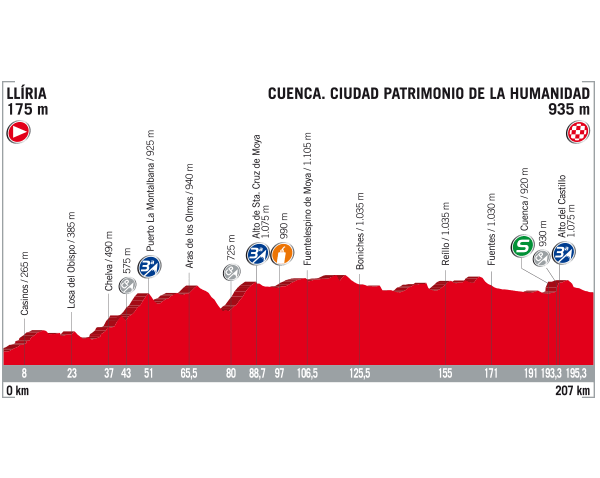 LLÍRIA
175 m
CUENCA. CIUDAD PATRIMONIO DE LA HUMANIDAD
935 m
Casinos / 265 m
Losa del Obispo / 385 m
Chelva / 490 m
575 m
Puerto La Montalbana / 925 m
3
Aras de los Olmos / 940 m
725 m
Alto de Sta. Cruz de Moya
1.075 m
3
990 m
Fuentelespino de Moya / 1.105 m
Boniches / 1.035 m
Reíllo / 1.035 m
Fuentes / 1.030 m
Cuenca / 920 m
S
930 m
Alto del Castillo
1.075 m
3
8
23
37
43
51
65,5
80
88,7
97
106,5
125,5
155
171
191
193,3
195,3
0 km
207 km